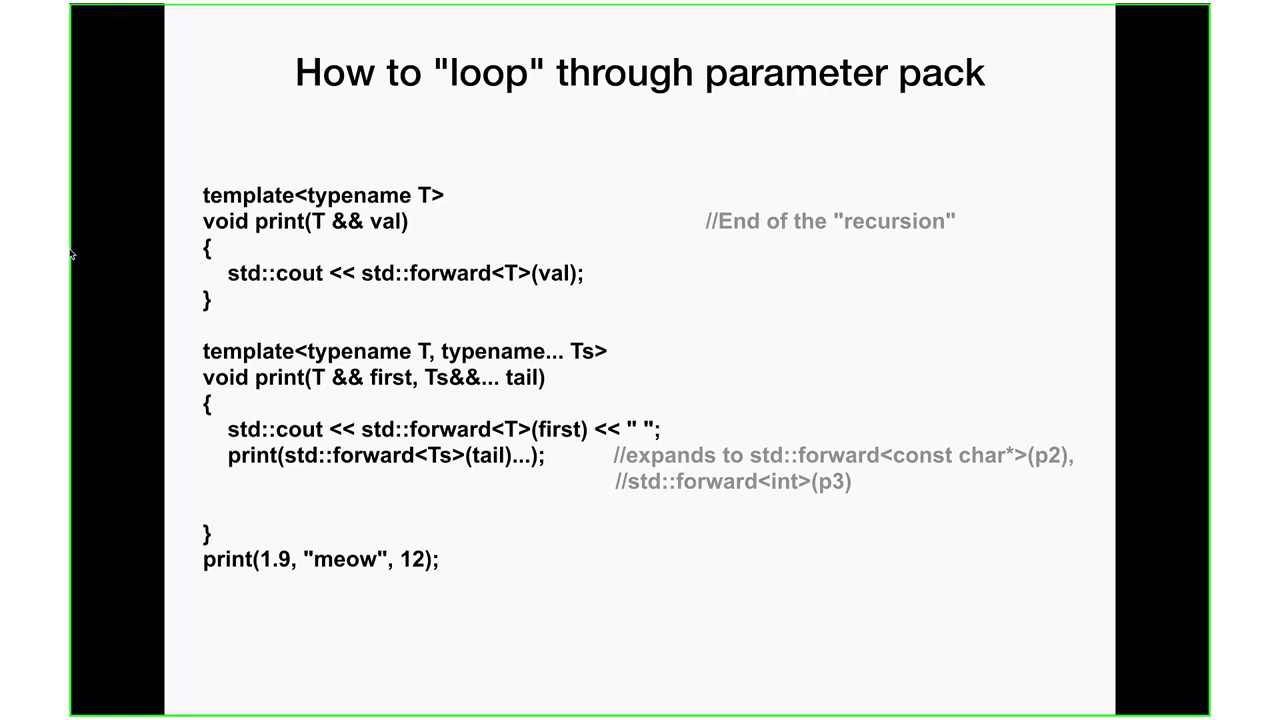 How to "loop" through parameter pack
template<typename T>
void print(T && val) //End of the "recursion"
{
std::cout << std::forward<T>(val);
}
template<typename T, typename... Ts>
void print(T && first, Ts&&... tail)
{
std::cout << std::forward<T>(first) << " ";
print(std::forward<Ts>(tail)...); //expands to std::forward<const char*>(p2),
//std::forward<int>(p3)
}
print(1.9, "meow", 12);